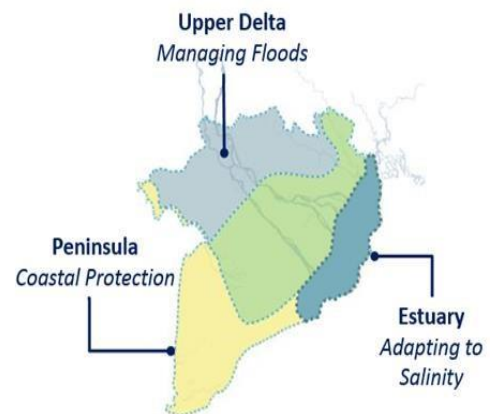 Upper Delta
Managing Floods
Peninsula
Coastal Protection
Estuary
Adapting to
Salinity